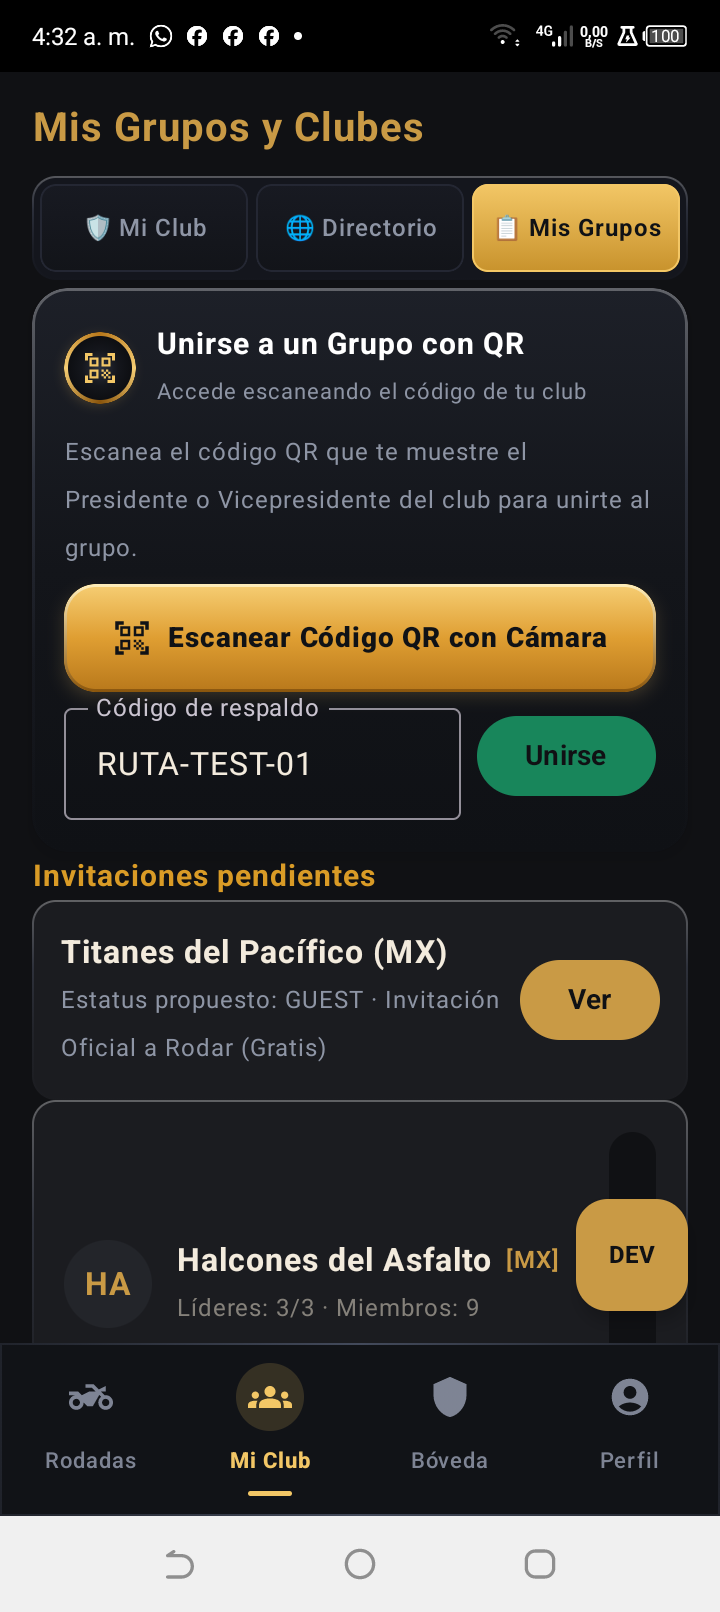 4:32 a. m.
4G
0,00
B/S
100
Mis Grupos y Clubes
Mi Club
Directorio
Mis Grupos
Unirse a un Grupo con QR
Accede escaneando el código de tu club
Escanea el código QR que te muestre el
Presidente o Vicepresidente del club para unirte al
grupo.
Escanear Código QR con Cámara
Código de respaldo
RUTA-TEST-01
Unirse
Invitaciones pendientes
Titanes del Pacífico (MX)
Estatus propuesto: GUEST · Invitación
Oficial a Rodar (Gratis)
Ver
HA
Halcones del Asfalto [MX]
Líderes: 3/3 · Miembros: 9
DEV
Rodadas
Mi Club
Bóveda
Perfil